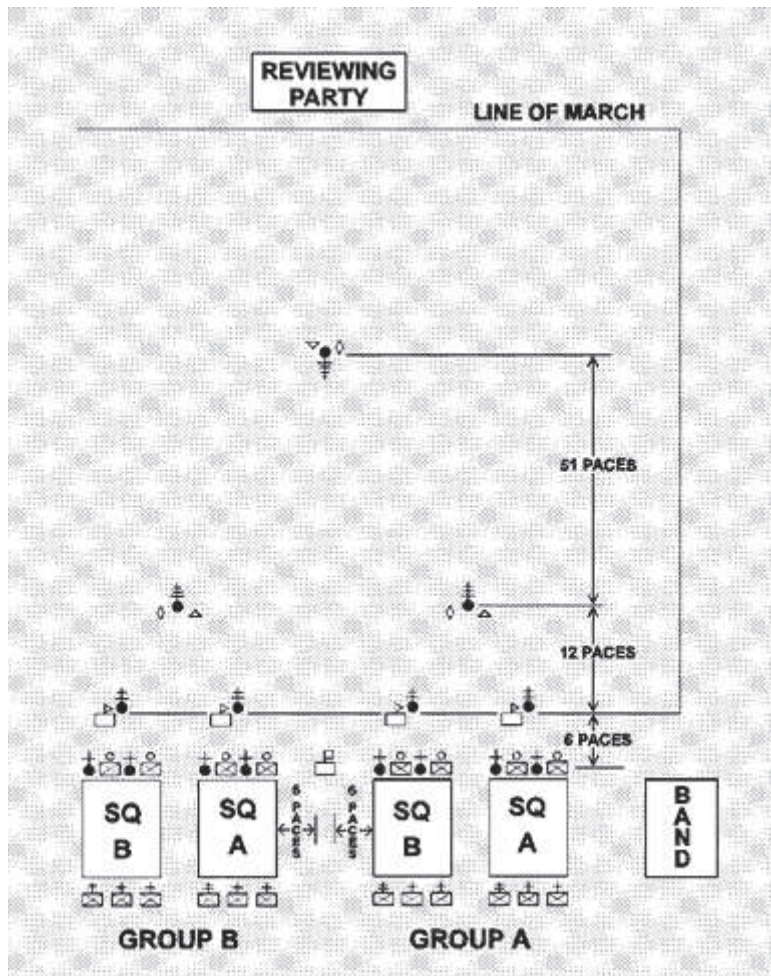 REVIEWING
PARTY
LINE OF MARCH
51 PACES
12 PACES
6 PACES
SQ
B
SQ
A
6 PACES
6 PACES
SQ
B
SQ
A
BAND
GROUP B
GROUP A